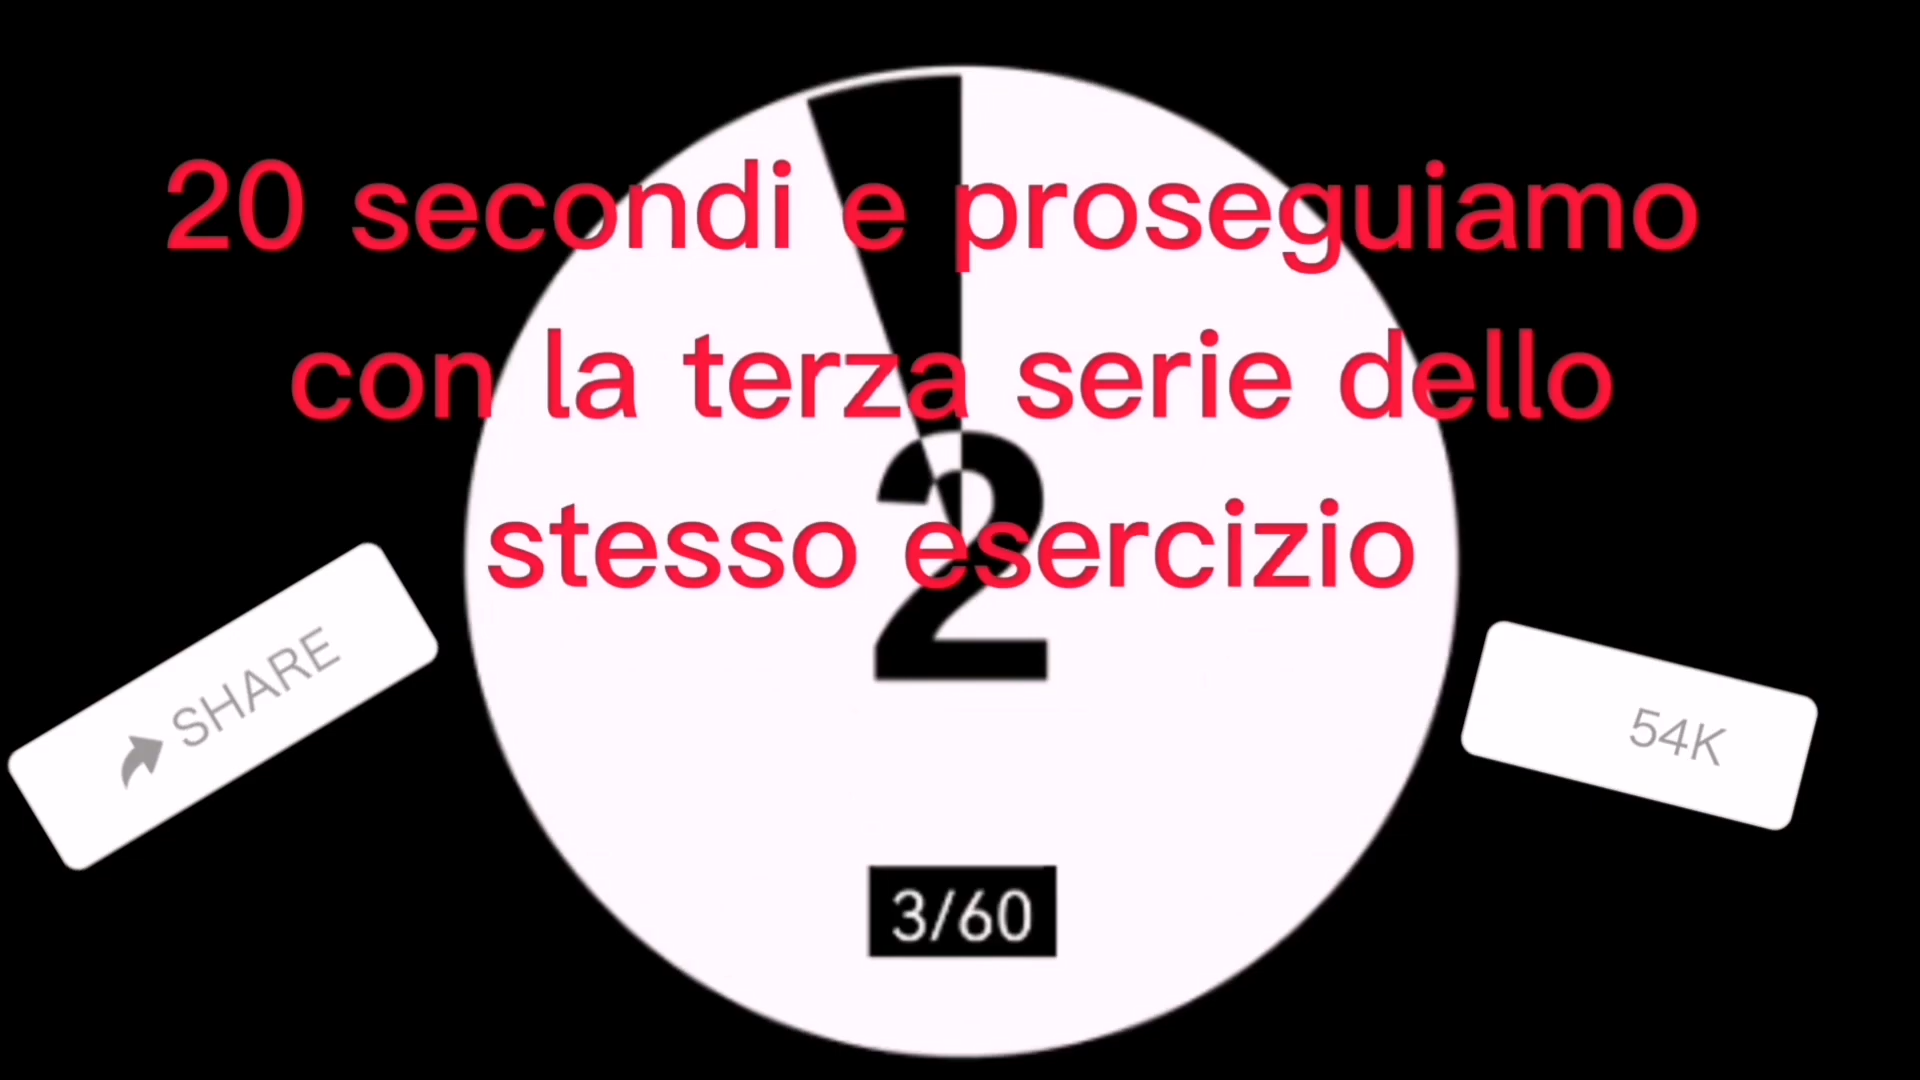 20 secondi e proseguiamo
con la terza serie dello
stesso esercizio
2
SHARE
54K
3/60